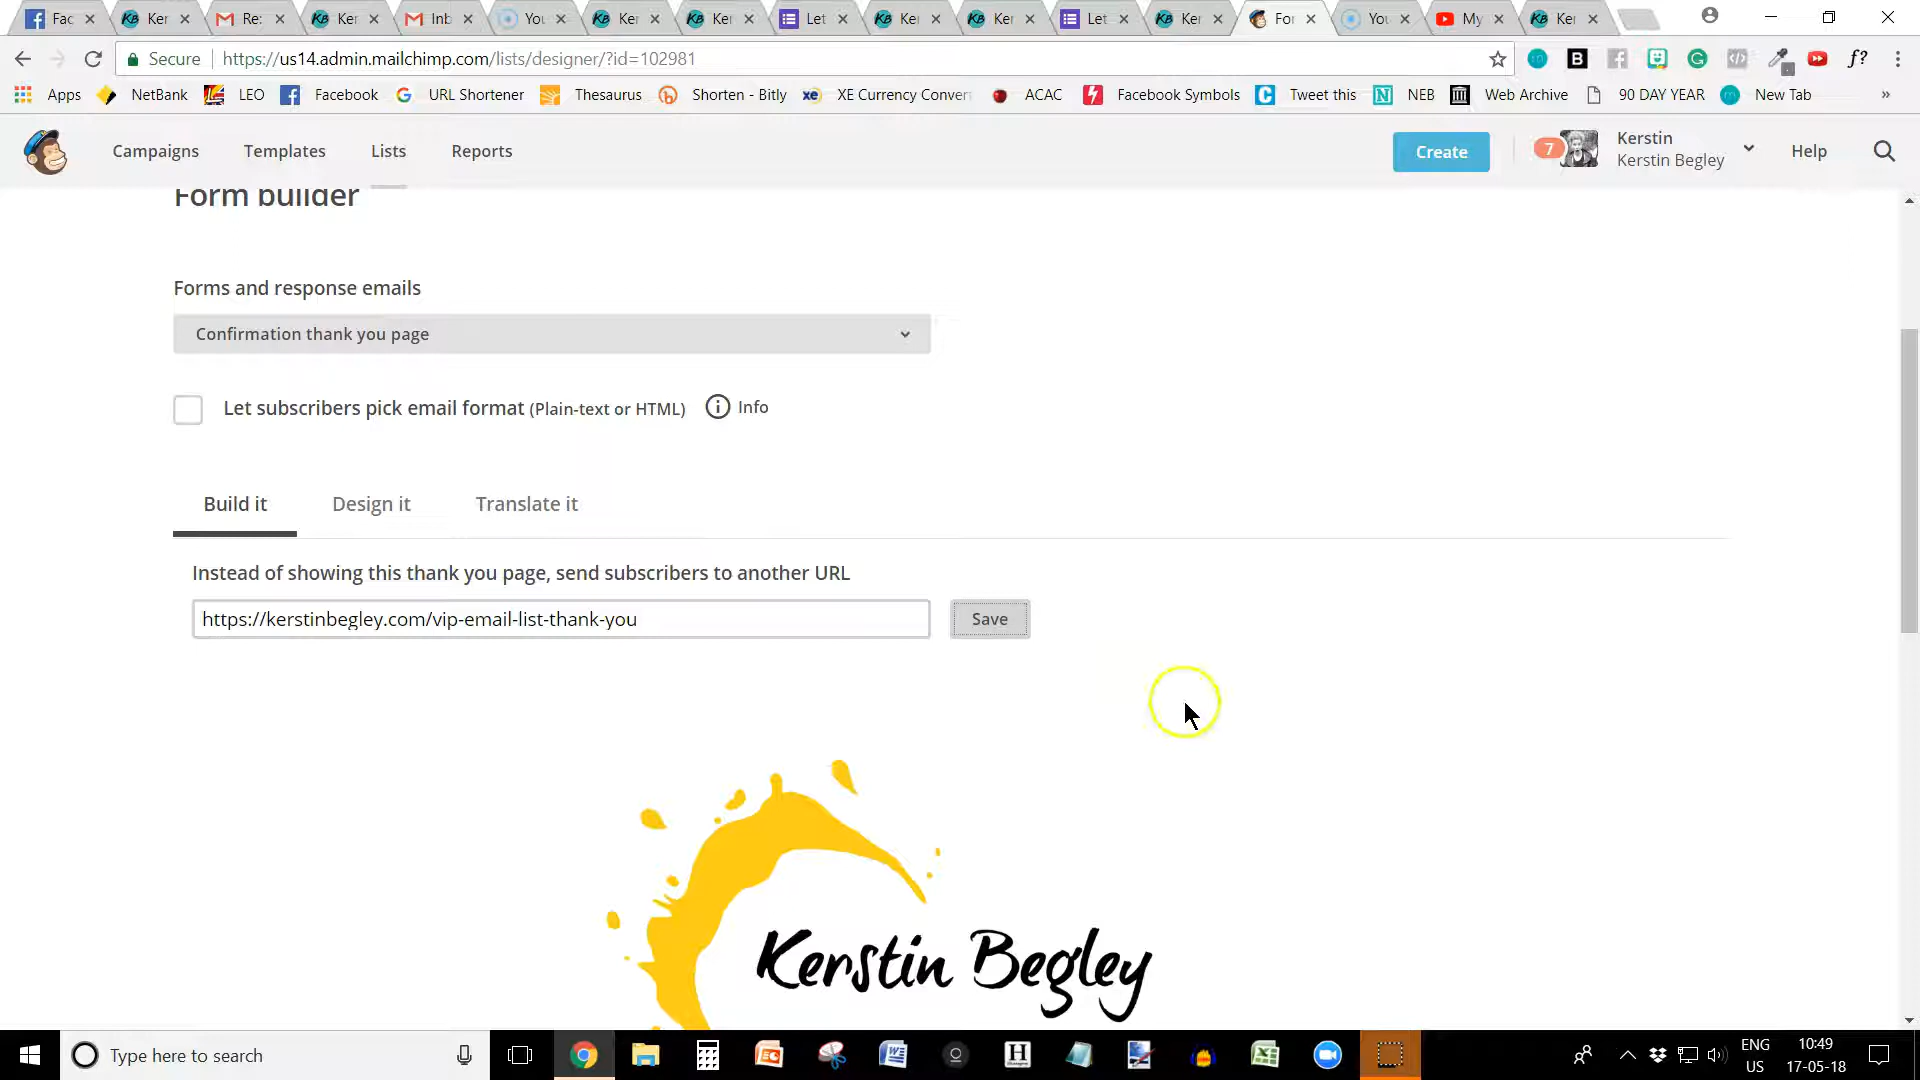 Fac
Ker
Re:
Ker
Inb
You
Ker
Ker
Let
Ker
Ker
Let
Ker
For
You
My
Ker
Secure
https://us14.admin.mailchimp.com/lists/designer/?id=102981
f?
Apps
NetBank
LEO
Facebook
URL Shortener
Thesaurus
Shorten - Bitly
XE Currency Conver
ACAC
Facebook Symbols
Tweet this
NEB
Web Archive
90 DAY YEAR
New Tab
»
Campaigns
Templates
Lists
Reports
Create
7
Kerstin
Kerstin Begley
Help
Form builder
Forms and response emails
Confirmation thank you page
Let subscribers pick email format (Plain-text or HTML)
Info
Build it
Design it
Translate it
Instead of showing this thank you page, send subscribers to another URL
https://kerstinbegley.com/vip-email-list-thank-you
Save
Kerstin Begley
Type here to search
ENG
US
10:49
17-05-18